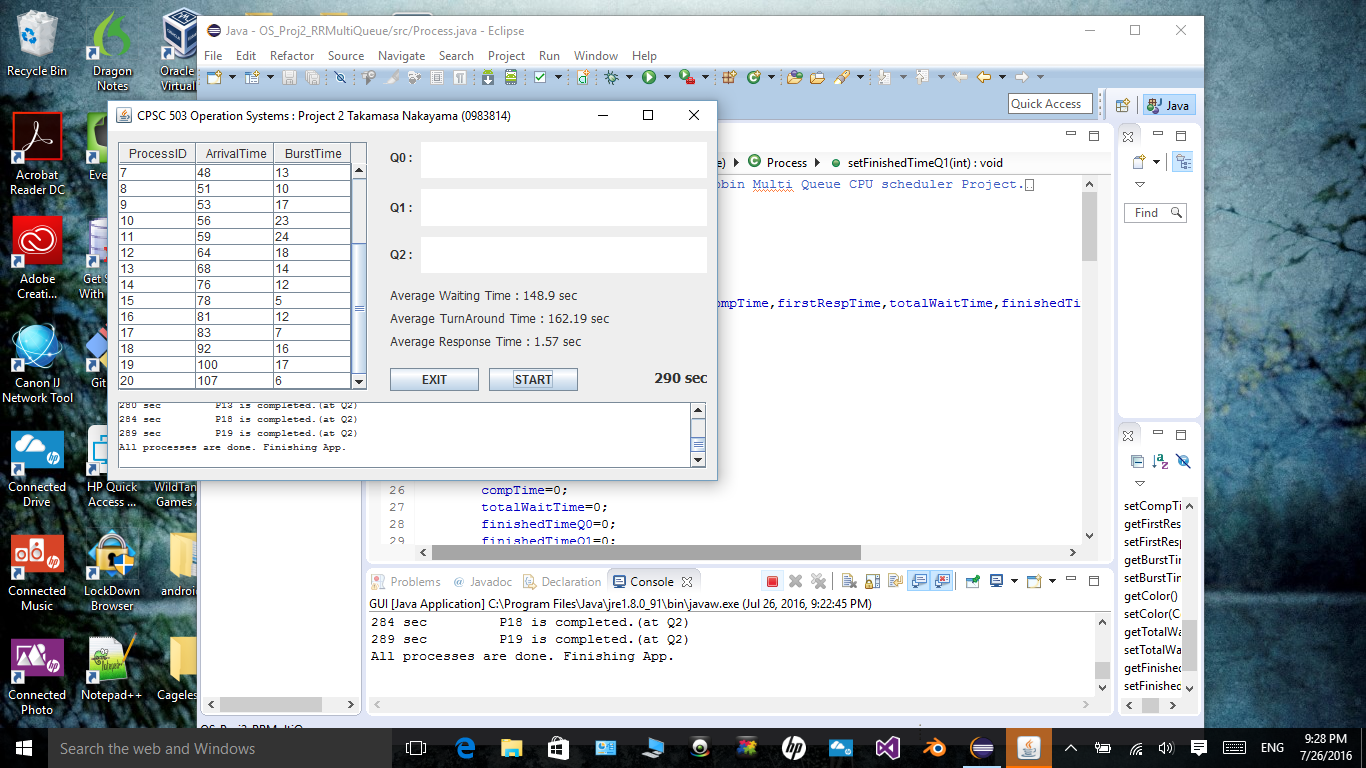 Recycle Bin
Dragon Notes
Oracle Virtual
Acrobat Reader DC
Adobe Creati...
Get S With
Canon IJ Network Tool
Git
Connected Drive
HP Quick Access ...
WildTan Games
Connected Music
LockDown Browser
androi
Connected Photo
Notepad++
Cageles
Java - OS_Proj2_RRMultiQueue/src/Process.java - Eclipse
File Edit Refactor Source Navigate Search Project Run Window Help
Quick Access
Java
CPSC 503 Operation Systems : Project 2 Takamasa Nakayama (0983814)
ProcessID ArrivalTime BurstTime
7 48 13
8 51 10
9 53 17
10 56 23
11 59 24
12 64 18
13 68 14
14 76 12
15 78 5
16 81 12
17 83 7
18 92 16
19 100 17
20 107 6
Q0 :
Q1 :
Q2 :
Average Waiting Time : 148.9 sec
Average TurnAround Time : 162.19 sec
Average Response Time : 1.57 sec
EXIT START 290 sec
280 sec P13 is completed.(at Q2)
284 sec P18 is completed.(at Q2)
289 sec P19 is completed.(at Q2)
All processes are done. Finishing App.
e) Process setFinishedTimeQ1(int) : void
obin Multi Queue CPU scheduler Project.
ompTime,firstRespTime,totalWaitTime,finishedTi
26 compTime=0;
27 totalWaitTime=0;
28 finishedTimeQ0=0;
29 finishedTimeQ1=0;
Find
setCompTi
getFirstRes
setFirstResp
getBurstTin
setBurstTin
getColor()
setColor(C
getTotalWa
setTotalWa
getFinished
setFinished
Problems @ Javadoc Declaration Console
GUI [Java Application] C:\Program Files\Java\jre1.8.0_91\bin\javaw.exe (Jul 26, 2016, 9:22:45 PM)
284 sec P18 is completed.(at Q2)
289 sec P19 is completed.(at Q2)
All processes are done. Finishing App.
Search the web and Windows
ENG
9:28 PM
7/26/2016